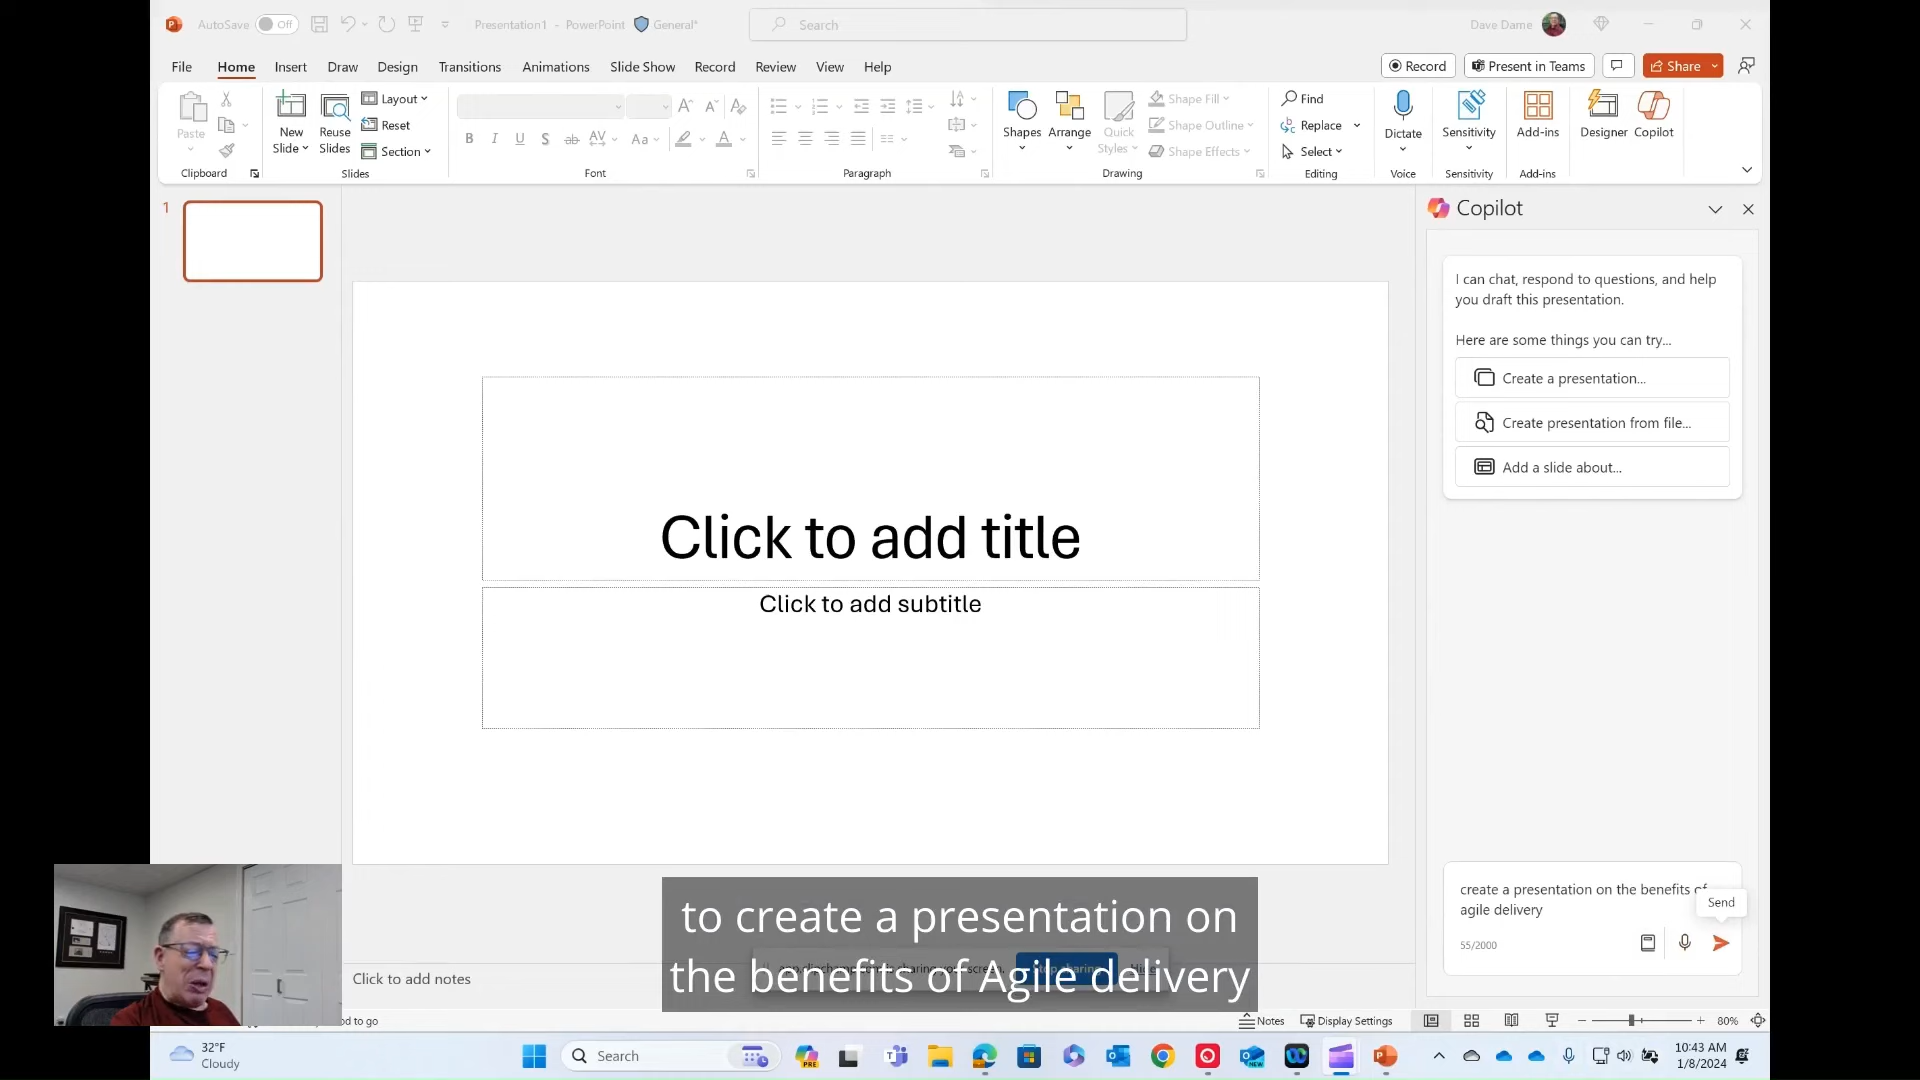 AutoSave
Off
Presentation1 - PowerPoint
General*
Search
Dave Dame
File
Home
Insert
Draw
Design
Transitions
Animations
Slide Show
Record
Review
View
Help
Record
Present in Teams
Share
Paste
Clipboard
New
Slide
Reuse
Slides
Layout
Reset
Section
Slides
Font
Paragraph
Shapes
Arrange
Quick
Styles
Shape Fill
Shape Outline
Shape Effects
Drawing
Find
Replace
Select
Editing
Dictate
Voice
Sensitivity
Sensitivity
Add-ins
Add-ins
Designer
Copilot
1
Click to add title
Click to add subtitle
Copilot
I can chat, respond to questions, and help
you draft this presentation.
Here are some things you can try...
Create a presentation...
Create presentation from file...
Add a slide about...
create a presentation on the benefits of
agile delivery
Send
55/2000
to create a presentation on
the benefits of Agile delivery
Click to add notes
to go
Notes
Display Settings
80%
32°F
Cloudy
Search
10:43 AM
1/8/2024